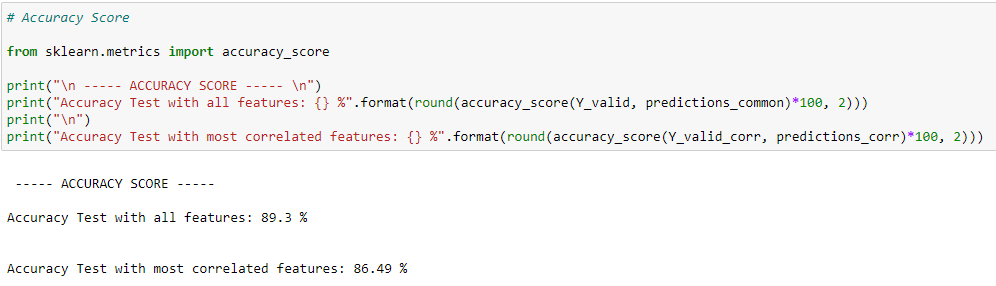 # Accuracy Score
from sklearn.metrics import accuracy_score
print("\n ----- ACCURACY SCORE ----- \n")
print("Accuracy Test with all features: {} %".format(round(accuracy_score(Y_valid, predictions_common)*100, 2)))
print("\n")
print("Accuracy Test with most correlated features: {} %".format(round(accuracy_score(Y_valid_corr, predictions_corr)*100, 2)))
----- ACCURACY SCORE -----
Accuracy Test with all features: 89.3 %
Accuracy Test with most correlated features: 86.49 %